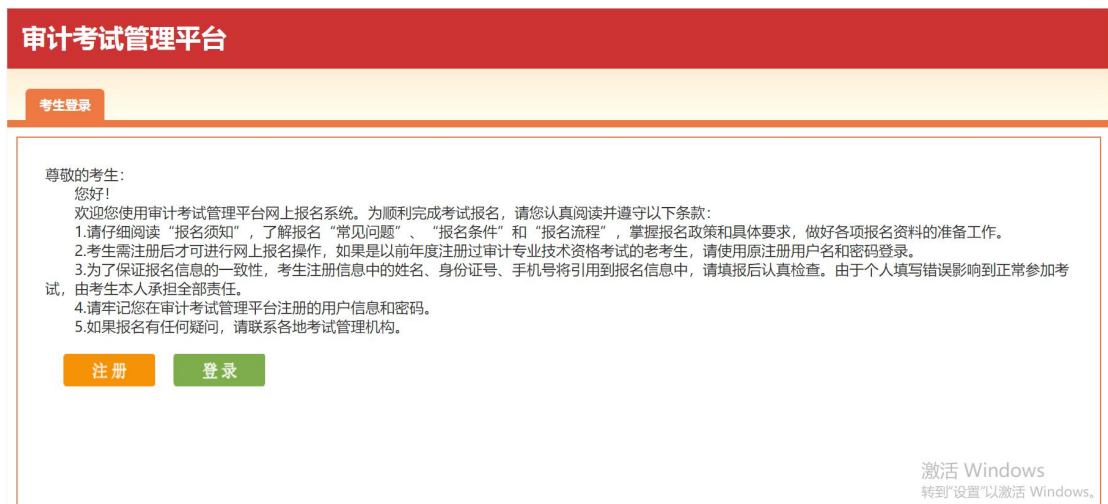 审计考试管理平台
考生登录
尊敬的考生：
您好！
欢迎您使用审计考试管理平台网上报名系统。为顺利完成考试报名，请您认真阅读并遵守以下条款：
1.请仔细阅读“报名须知”，了解报名“常见问题”、“报名条件”和“报名流程”，掌握报名政策和具体要求，做好各项报名资料的准备工作。
2.考生需注册后才可进行网上报名操作，如果是以前年度注册过审计专业技术资格考试的老考生，请使用原注册用户名和密码登录。
3.为了保证报名信息的一致性，考生注册信息中的姓名、身份证号、手机号将引用到报名信息中，请填报后认真检查。由于个人填写错误影响到正常参加考
试，由考生本人承担全部责任。
4.请牢记您在审计考试管理平台注册的用户信息和密码。
5.如果报名有任何疑问，请联系各地考试管理机构。
注 册 登 录
激活 Windows
转到“设置”以激活 Windows。